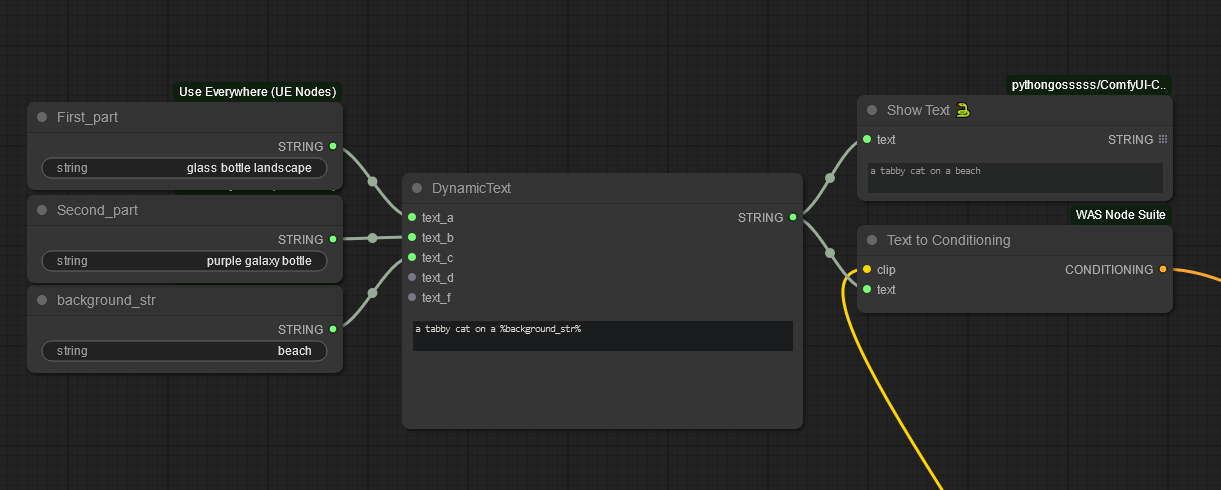 Use Everywhere (UE Nodes)
First_part
STRING
string glass bottle landscape
Second_part
STRING
string purple galaxy bottle
background_str
STRING
string beach
DynamicText
text_a STRING
text_b
text_c
text_d
text_f
a tabby cat on a %background_str%
pythongosssss/ComfyUI-C..
Show Text 🐍
text STRING
a tabby cat on a beach
WAS Node Suite
Text to Conditioning
clip CONDITIONING
text